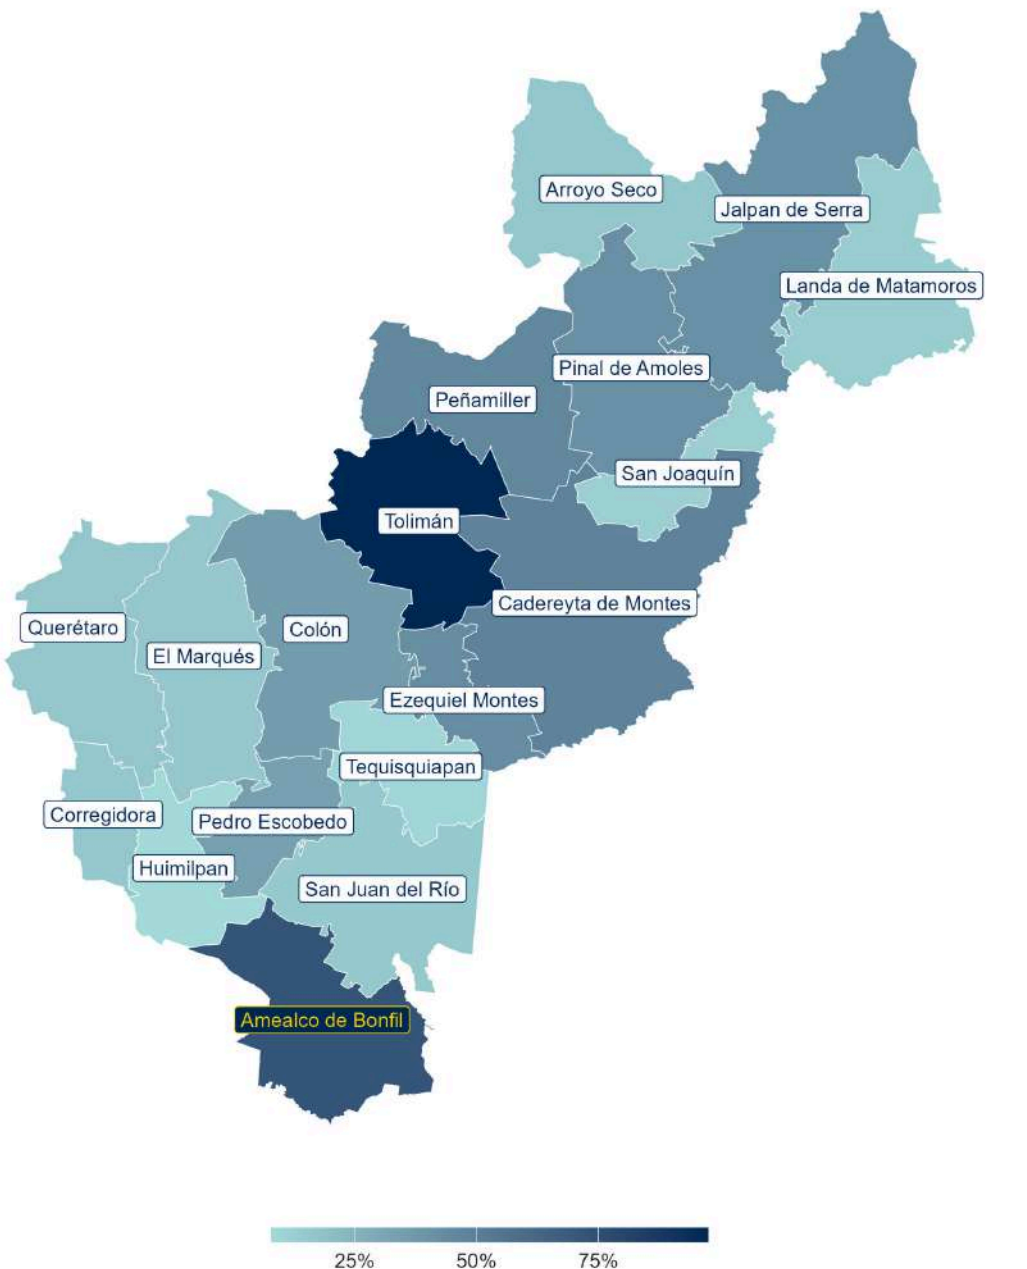 Arroyo Seco
Jalpan de Serra
Landa de Matamoros
Pinal de Amoles
Peñamiller
San Joaquín
Tolimán
Cadereyta de Montes
Querétaro
Colón
El Marqués
Ezequiel Montes
Tequisquiapan
Corregidora
Pedro Escobedo
Huimilpan
San Juan del Río
Amealco de Bonfil
25% 50% 75%